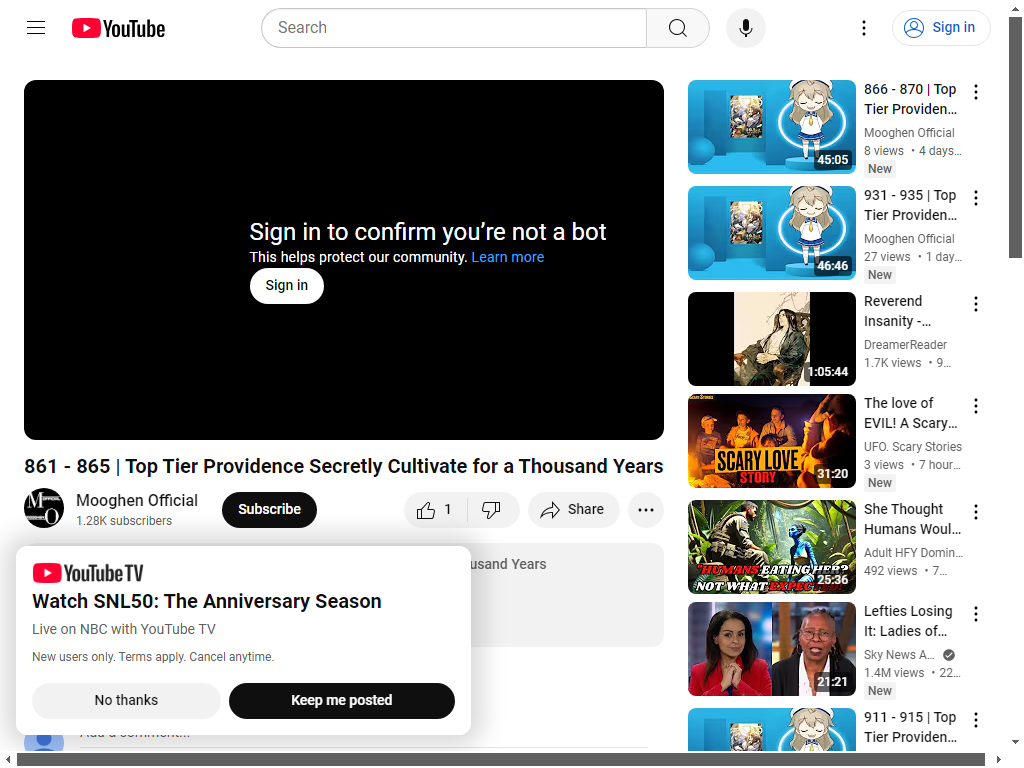 YouTube
Search
Sign in
Sign in to confirm you’re not a bot
This helps protect our community. Learn more
Sign in
861 - 865 | Top Tier Providence Secretly Cultivate for a Thousand Years
Mooghen Official
1.28K subscribers
Subscribe
1
Share
usand Years
YouTube TV
Watch SNL50: The Anniversary Season
Live on NBC with YouTube TV
New users only. Terms apply. Cancel anytime.
No thanks
Keep me posted
Add a comment...
45:05
866 - 870 | Top
Tier Providen...
Mooghen Official
8 views • 4 days...
New
46:46
931 - 935 | Top
Tier Providen...
Mooghen Official
27 views • 1 day...
New
1:05:44
Reverend
Insanity -...
DreamerReader
1.7K views • 9...
SCARY STORIES
SCARY LOVE
STORY
31:20
The love of
EVIL! A Scary...
UFO. Scary Stories
3 views • 7 hour...
New
"HUMANS EATING HER?
NOT WHAT EXPECTED
25:36
She Thought
Humans Woul...
Adult HFY Domin...
492 views • 7...
21:21
Lefties Losing
It: Ladies of...
Sky News A...
1.4M views • 22...
New
911 - 915 | Top
Tier Providen...